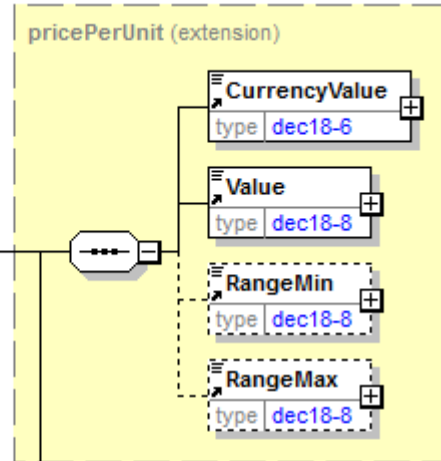 pricePerUnit (extension)
CurrencyValue
type dec18-6
Value
type dec18-8
RangeMin
type dec18-8
RangeMax
type dec18-8